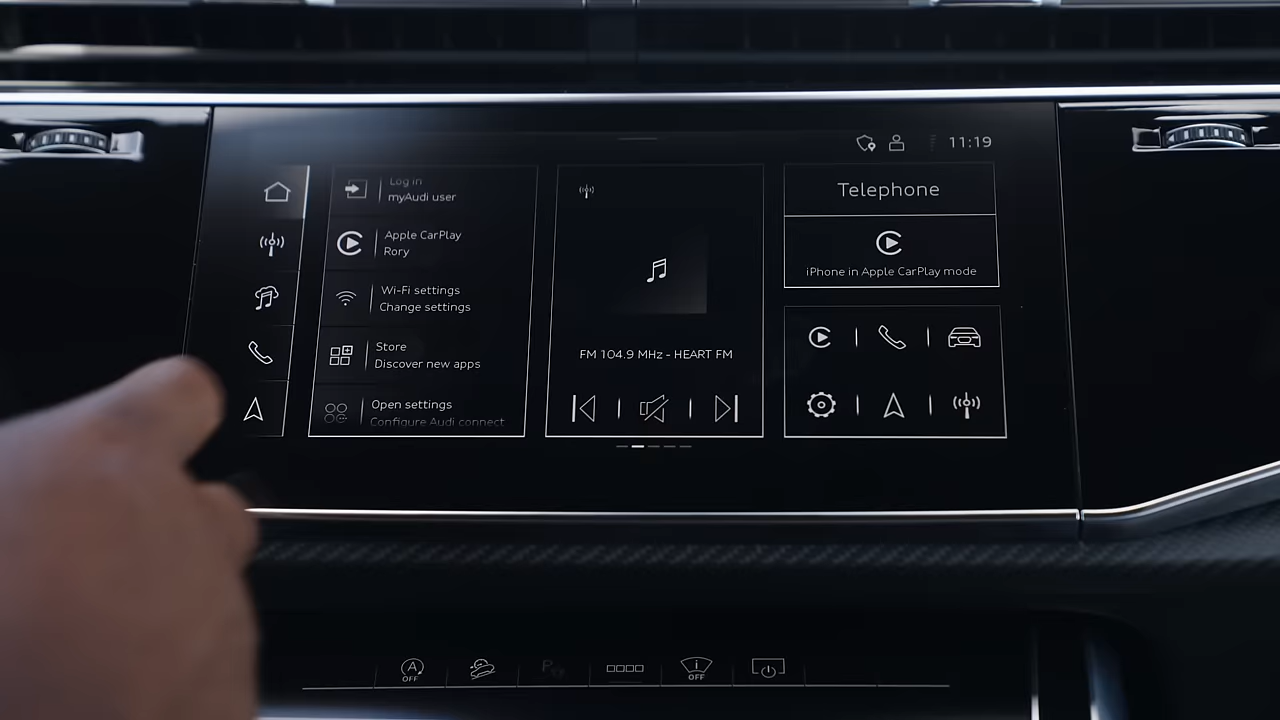 11:19
Log in
myAudi user
Apple CarPlay
Rory
Wi-Fi settings
Change settings
Store
Discover new apps
Open settings
Configure Audi connect
FM 104.9 MHz - HEART FM
Telephone
iPhone in Apple CarPlay mode
A
OFF
P
i
OFF